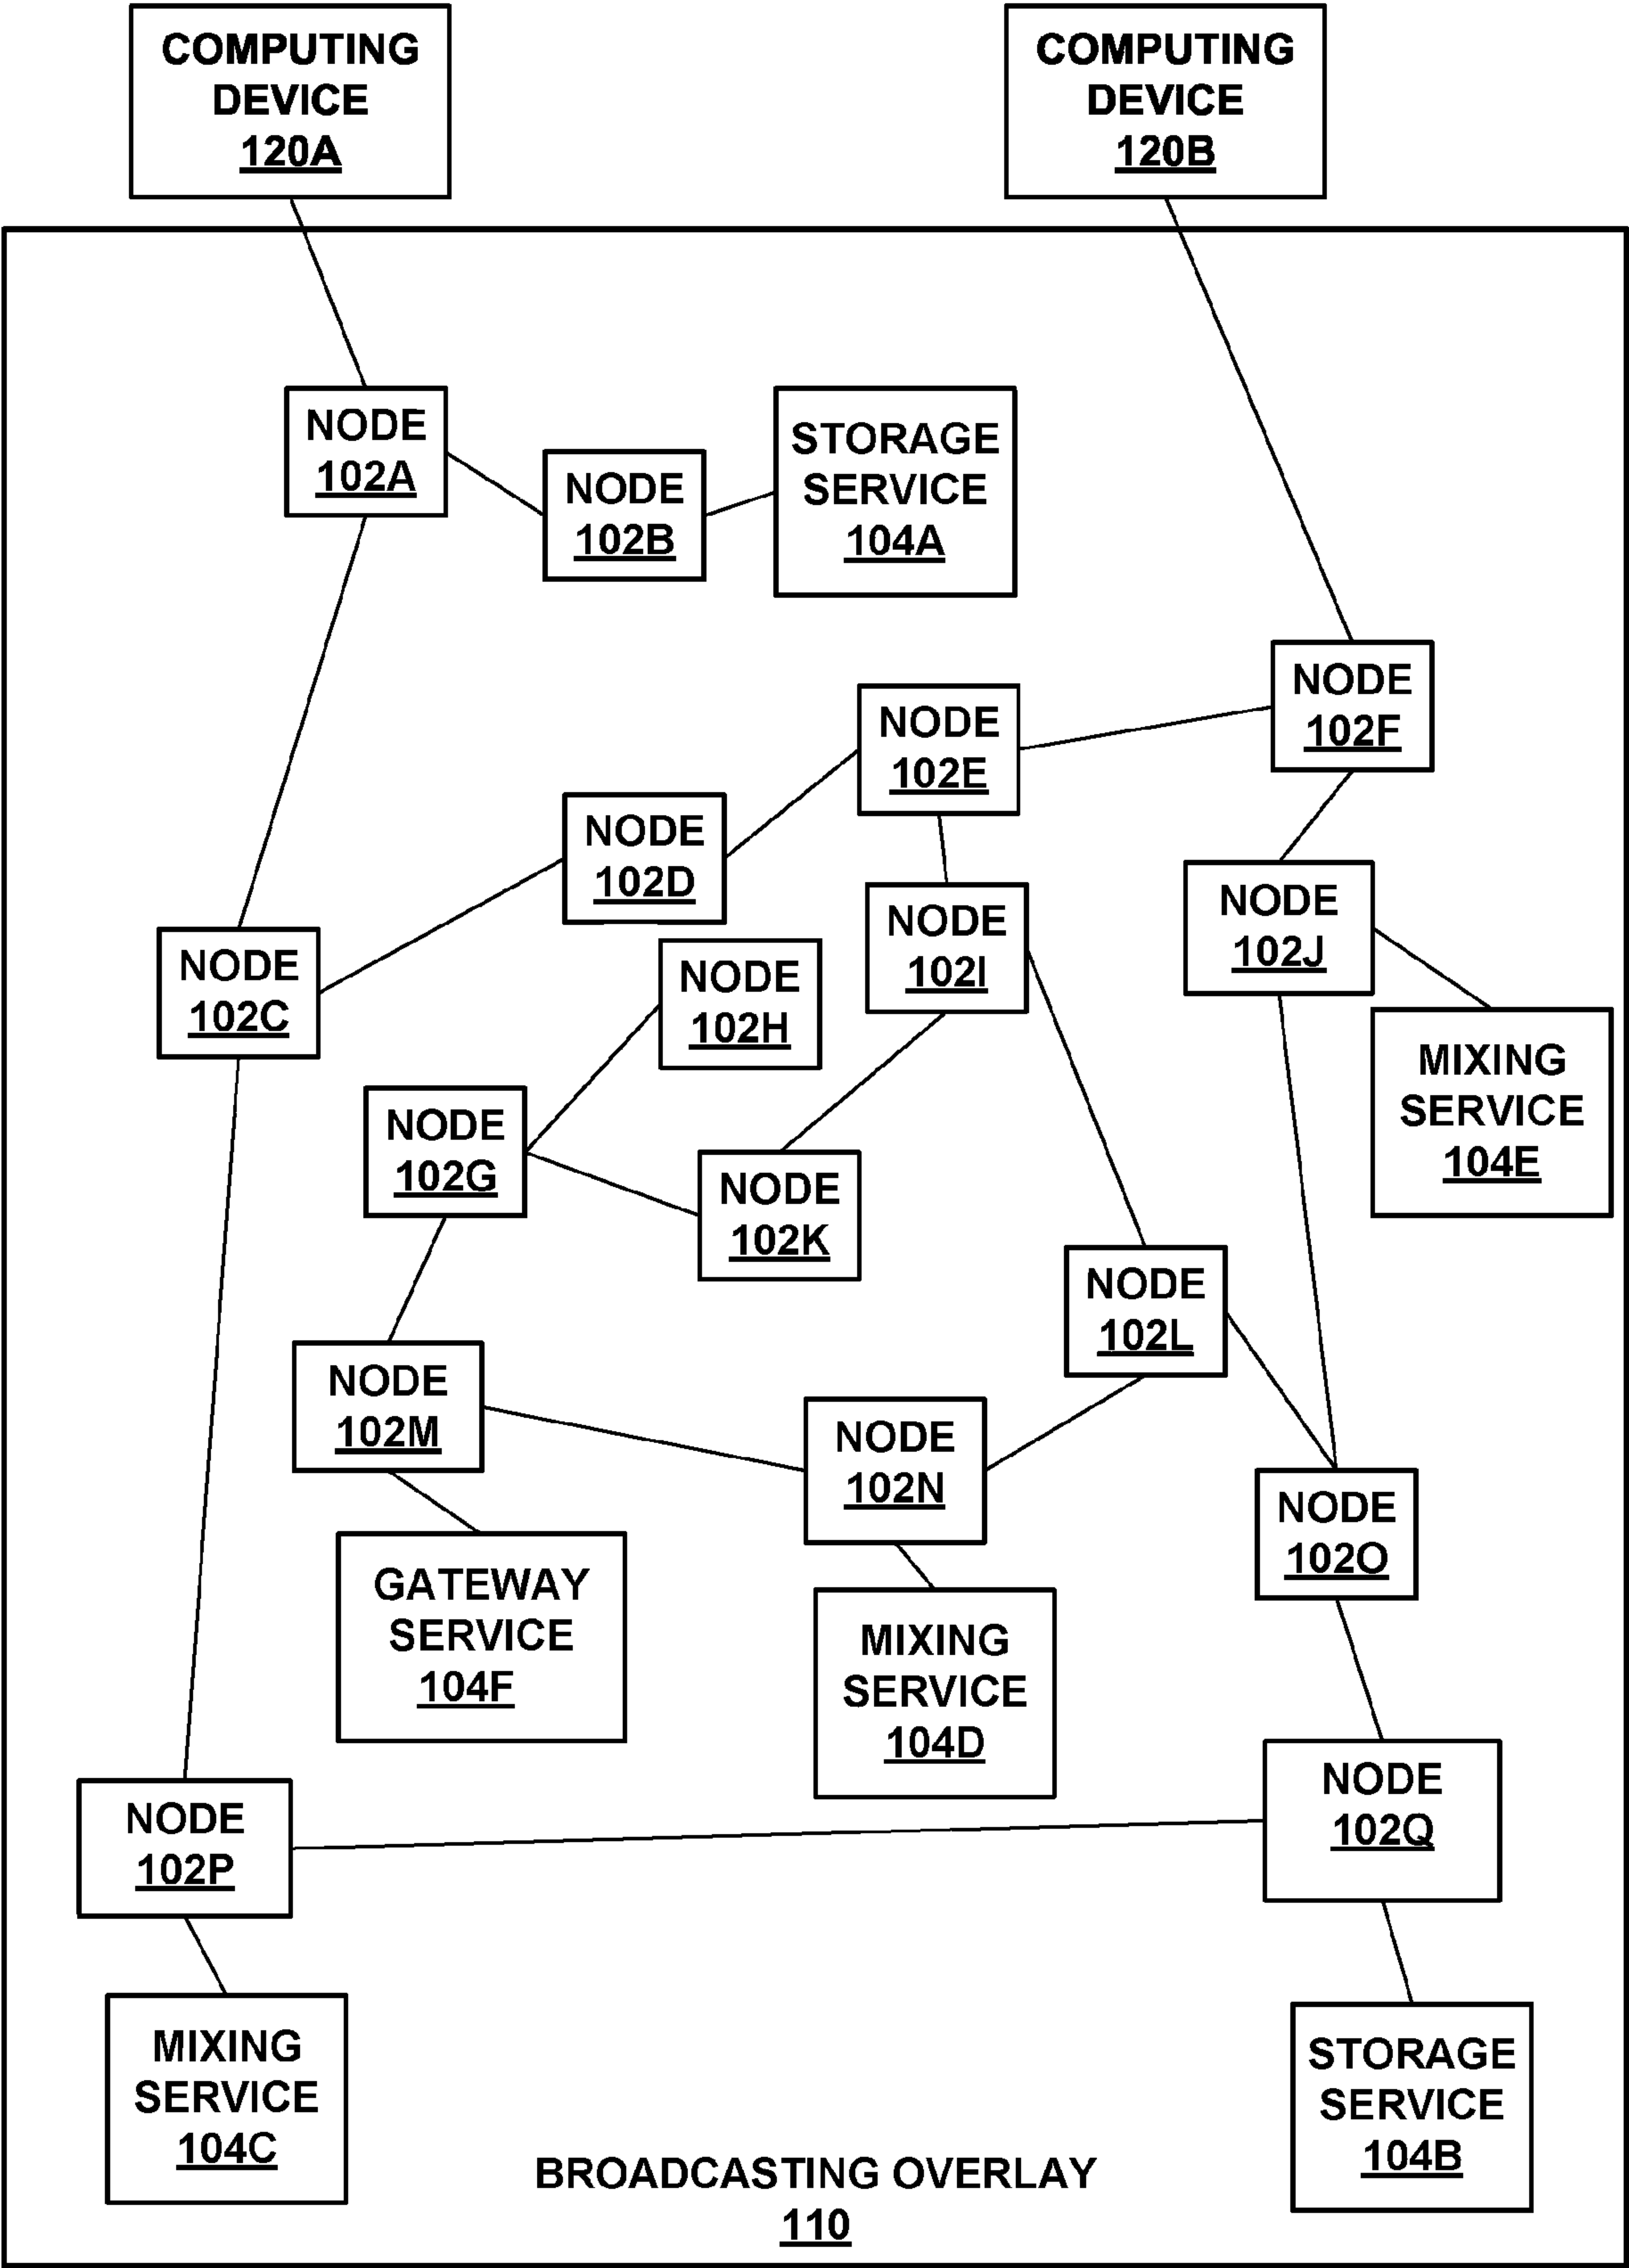 COMPUTING
DEVICE
120A
COMPUTING
DEVICE
120B
NODE
102A
NODE
102B
STORAGE
SERVICE
104A
NODE
102F
NODE
102E
NODE
102D
NODE
102I
NODE
102J
NODE
102C
NODE
102H
MIXING
SERVICE
104E
NODE
102G
NODE
102K
NODE
102L
NODE
102M
NODE
102N
NODE
102O
GATEWAY
SERVICE
104F
MIXING
SERVICE
104D
NODE
102P
NODE
102Q
MIXING
SERVICE
104C
STORAGE
SERVICE
104B
BROADCASTING OVERLAY
110